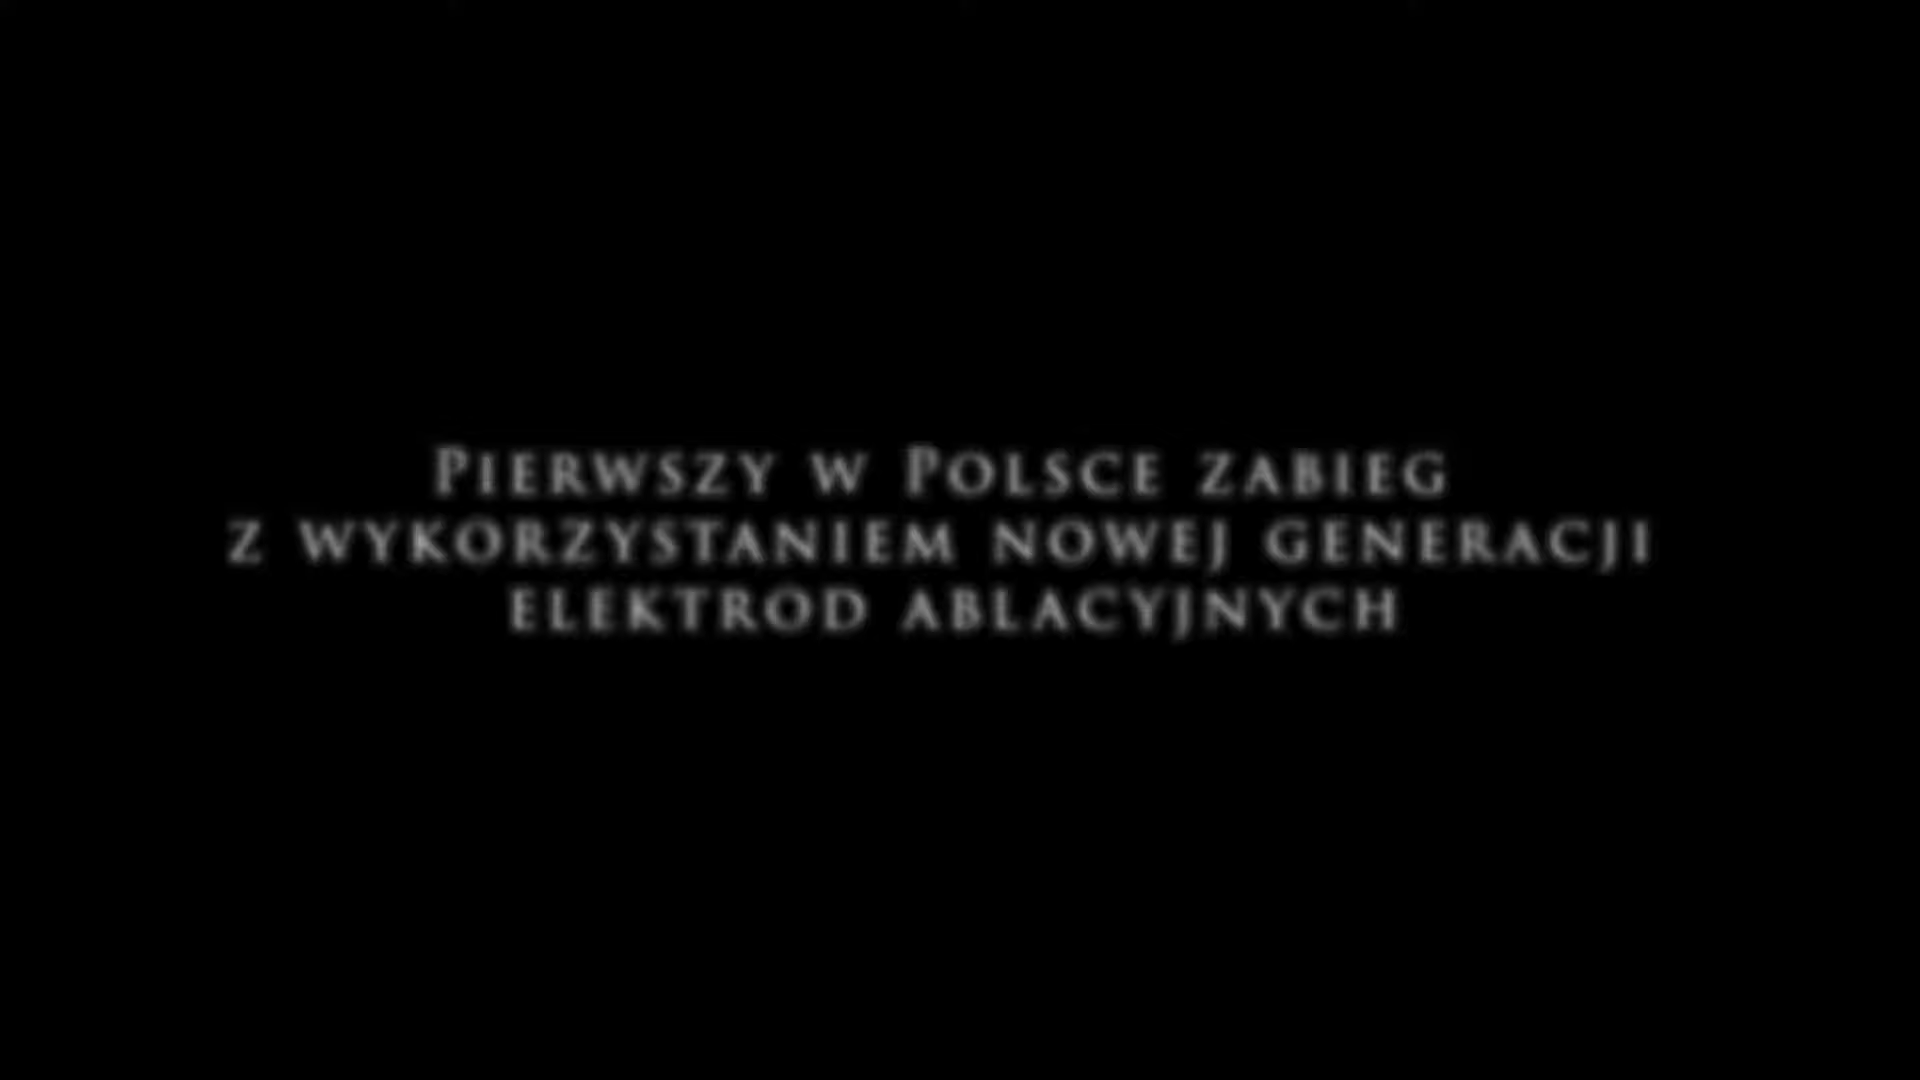 Pierwszy w Polsce zabieg
z wykorzystaniem nowej generacji
elektrod ablacyjnych